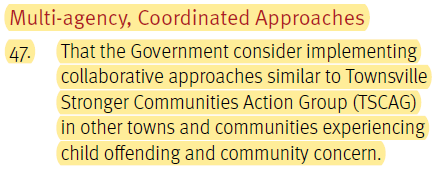 Multi-agency, Coordinated Approaches
47. That the Government consider implementing
collaborative approaches similar to Townsville
Stronger Communities Action Group (TSCAG)
in other towns and communities experiencing
child offending and community concern.